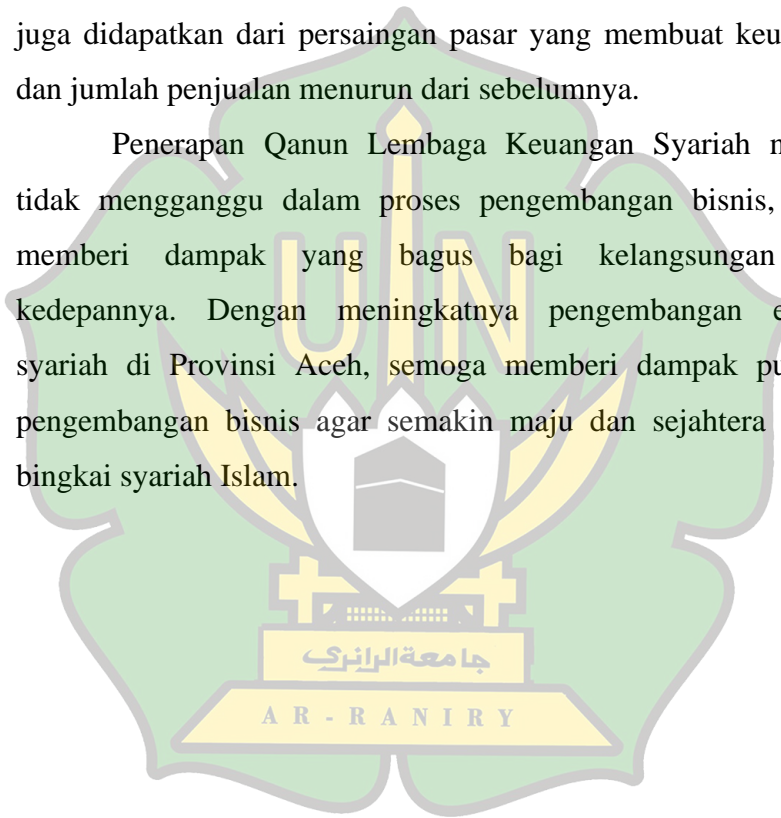 juga didapatkan dari persaingan pasar yang membuat keu
dan jumlah penjualan menurun dari sebelumnya.
Penerapan Qanun Lembaga Keuangan Syariah m
tidak mengganggu dalam proses pengembangan bisnis,
memberi dampak yang bagus bagi kelangsungan
kedepannya. Dengan meningkatnya pengembangan e
syariah di Provinsi Aceh, semoga memberi dampak pu
pengembangan bisnis agar semakin maju dan sejahtera
bingkai syariah Islam.
UIN
جامعةالرانري
AR-RANIRY